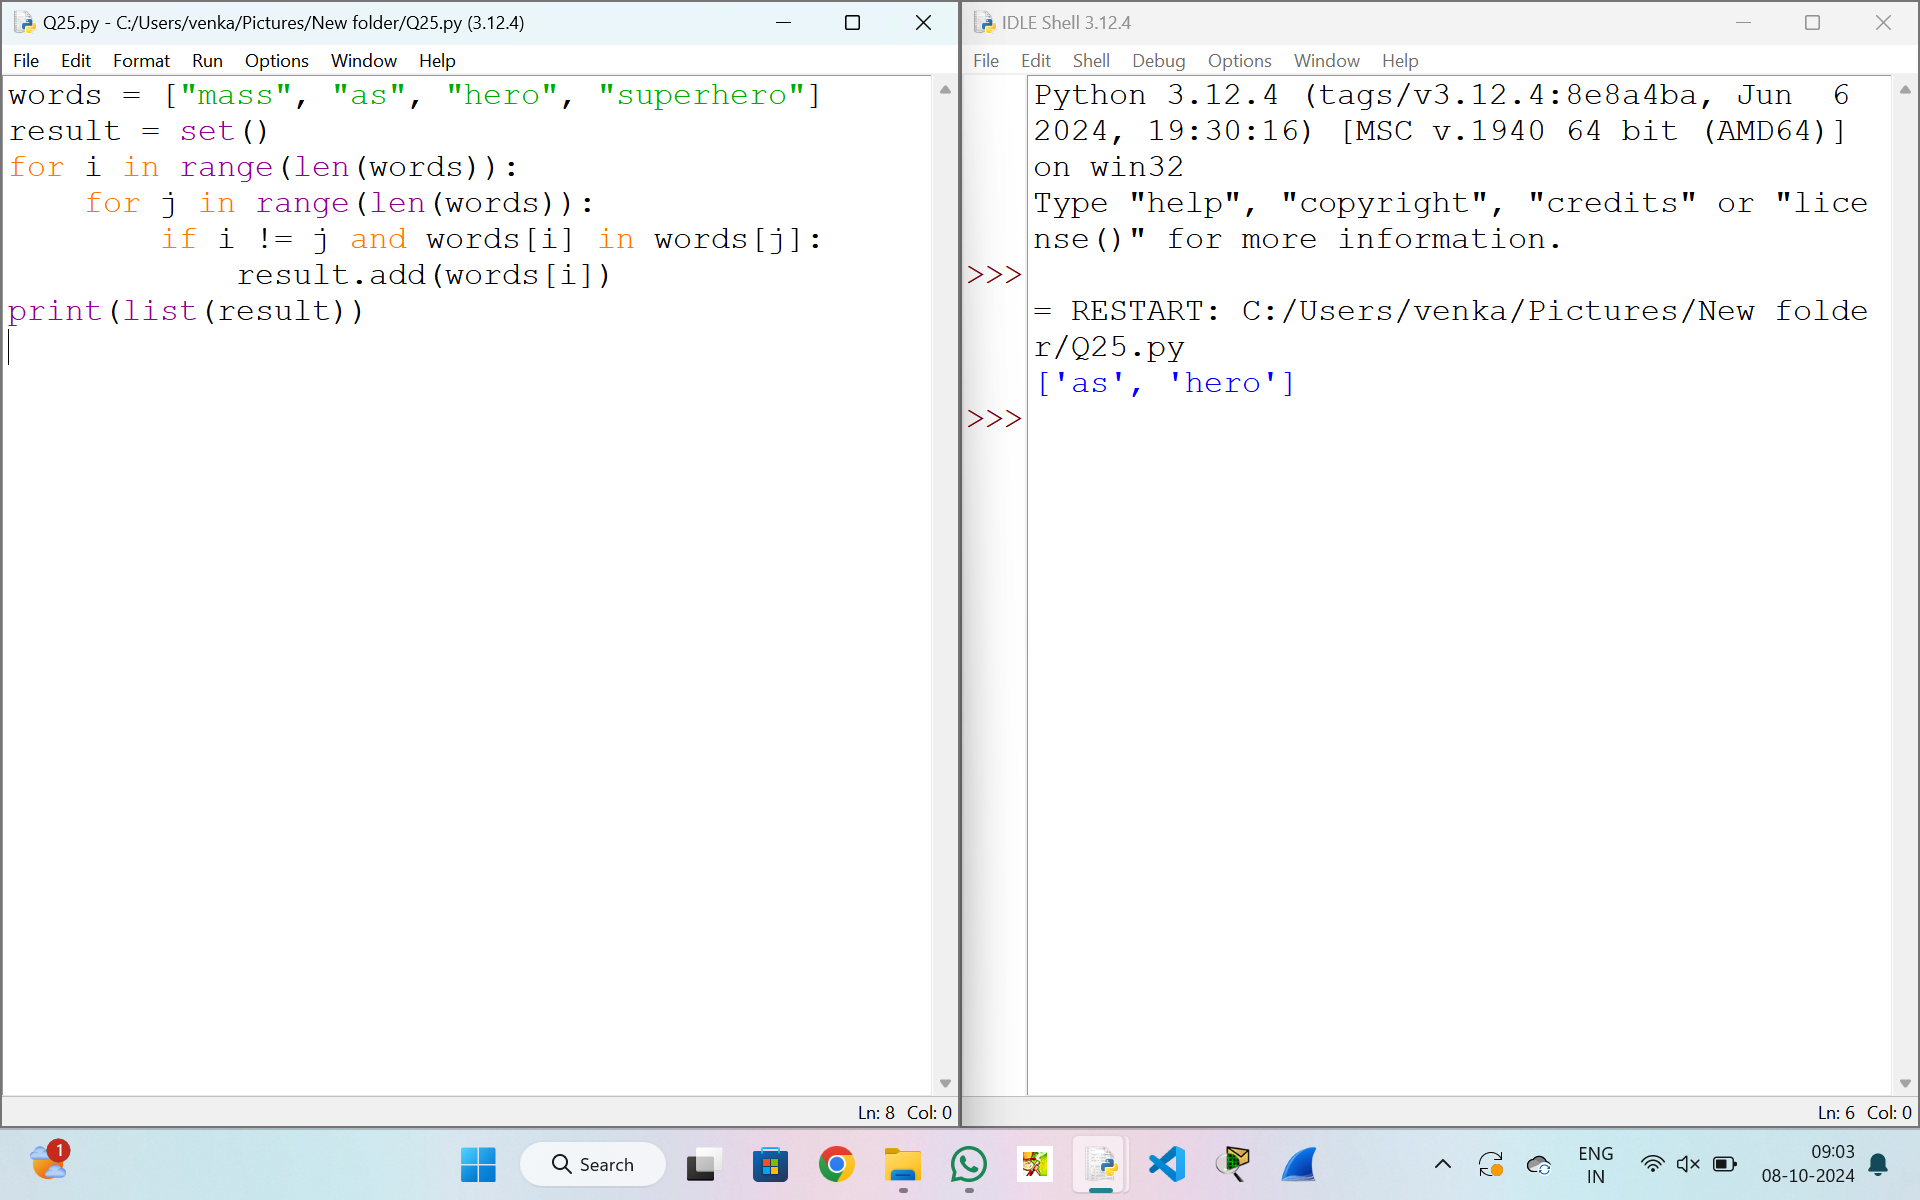 Q25.py - C:/Users/venka/Pictures/New folder/Q25.py (3.12.4)
File Edit Format Run Options Window Help
words = ["mass", "as", "hero", "superhero"]
result = set()
for i in range(len(words)):
    for j in range(len(words)):
        if i != j and words[i] in words[j]:
            result.add(words[i])
print(list(result))
Ln: 8 Col: 0
IDLE Shell 3.12.4
File Edit Shell Debug Options Window Help
Python 3.12.4 (tags/v3.12.4:8e8a4ba, Jun  6
2024, 19:30:16) [MSC v.1940 64 bit (AMD64)]
on win32
Type "help", "copyright", "credits" or "lice
nse()" for more information.
>>>
= RESTART: C:/Users/venka/Pictures/New folde
r/Q25.py
['as', 'hero']
>>>
Ln: 6 Col: 0
1
Search
ENG
IN
09:03
08-10-2024